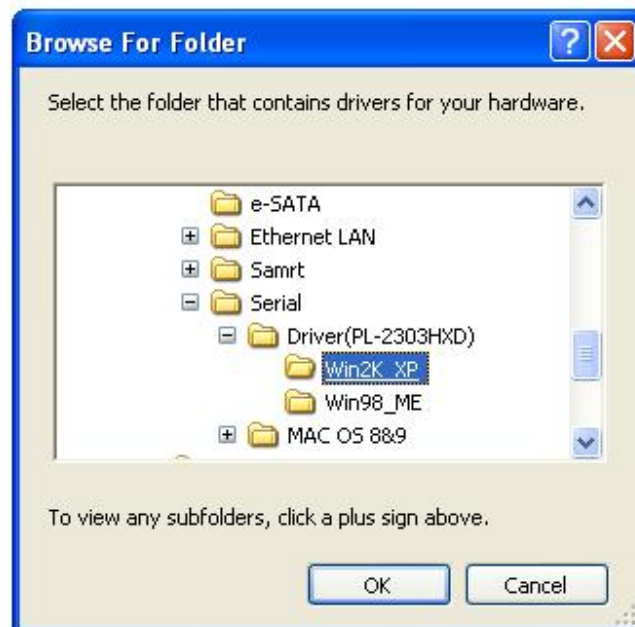 Browse For Folder
Select the folder that contains drivers for your hardware.
e-SATA
Ethernet LAN
Samrt
Serial
Driver(PL-2303HXD)
Win2K_XP
Win98_ME
MAC OS 8&9
To view any subfolders, click a plus sign above.
OK Cancel